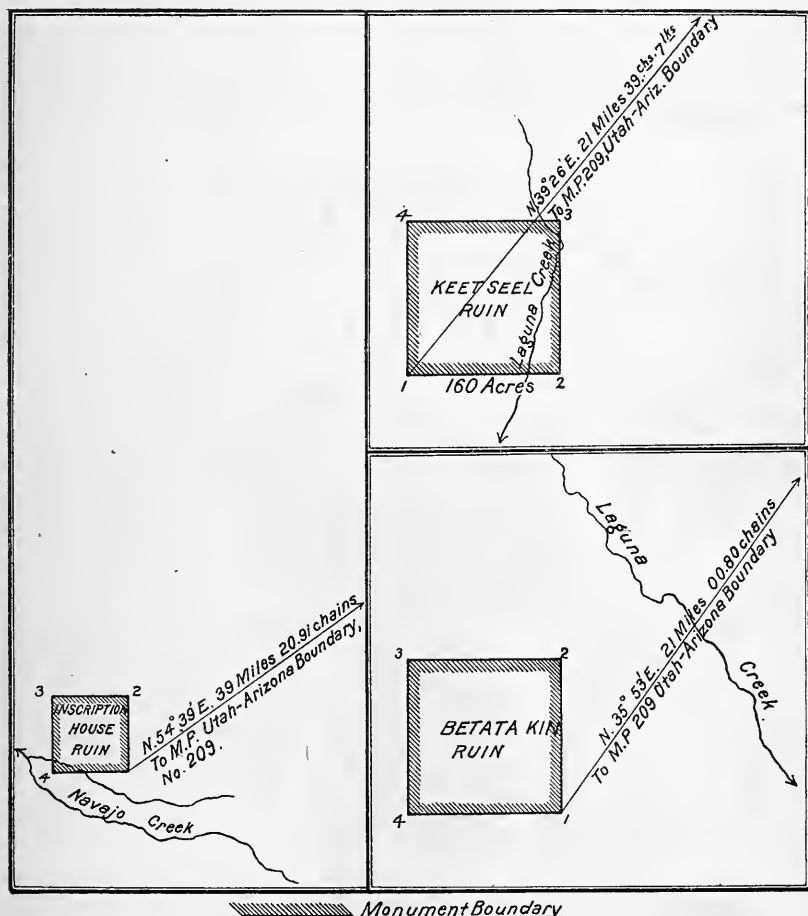 N.39°26'E. 21 Miles 39.chs.7lks
To M.P.209, Utah-Ariz. Boundary
4
3
KEET SEEL
RUIN
Laguna Creek
1
160 Acres
2
N.54°39'E. 39 Miles 20.91 chains
To M.P. Utah-Arizona Boundary,
No. 209.
3
2
INSCRIPTION
HOUSE
RUIN
4
Navajo Creek
Laguna
Creek.
N. 35° 53'E. 21 Miles 00.80 chains
To M.P. 209 Utah-Arizona Boundary
3
2
BETATA KIN
RUIN
4
1
Monument Boundary